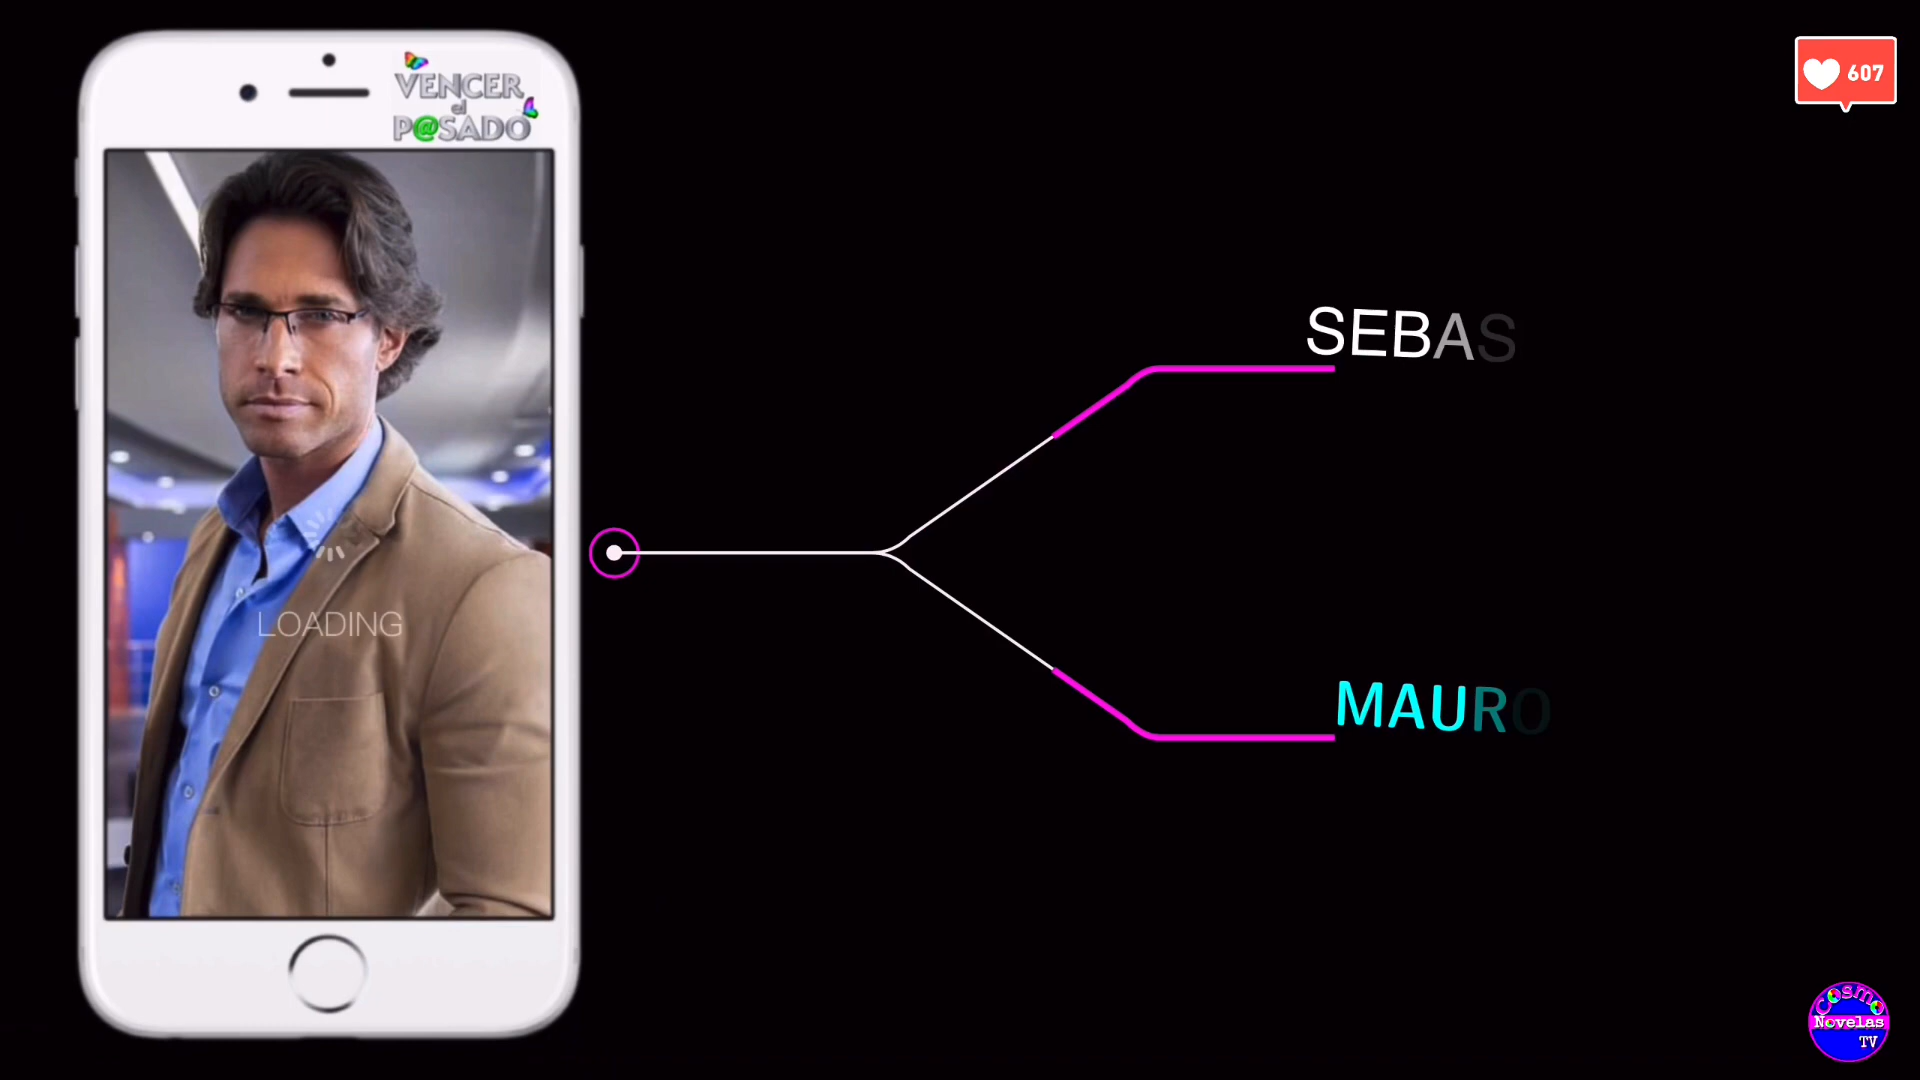 VENCER
el
P@SADO
607
SEBAS
MAURO
LOADING
Cosmo
Novelas
TV